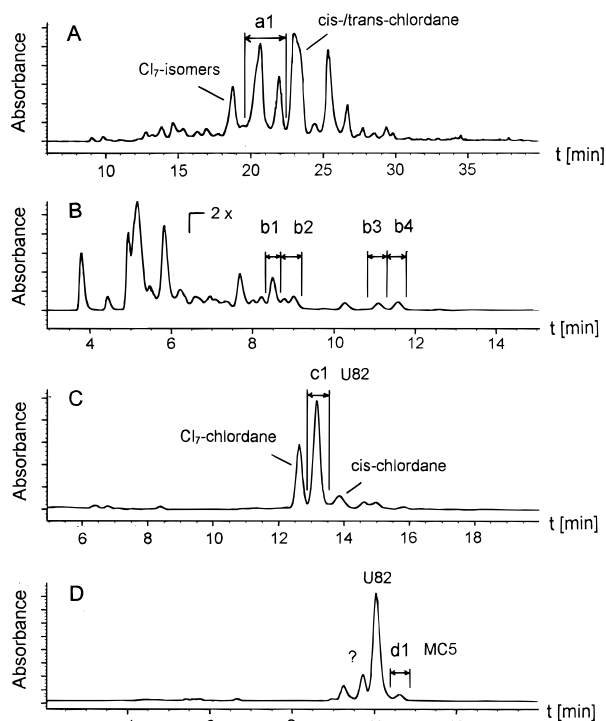 A
a1
cis-/trans-chlordane
Cl₇-isomers
Absorbance
10 15 20 25 30 35
t [min]
B
2 x
b1 b2 b3 b4
Absorbance
4 6 8 10 12 14
t [min]
C
c1 U82
Cl₇-chlordane
cis-chlordane
Absorbance
6 8 10 12 14 16 18
t [min]
D
U82
?
d1 MC5
Absorbance